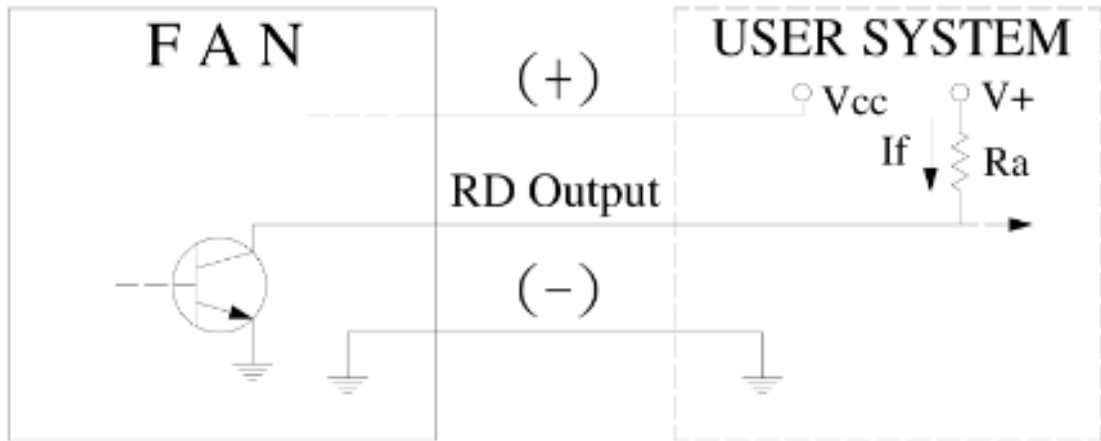 F A N
USER SYSTEM
(+)
Vcc
V+
If
Ra
RD Output
(-)